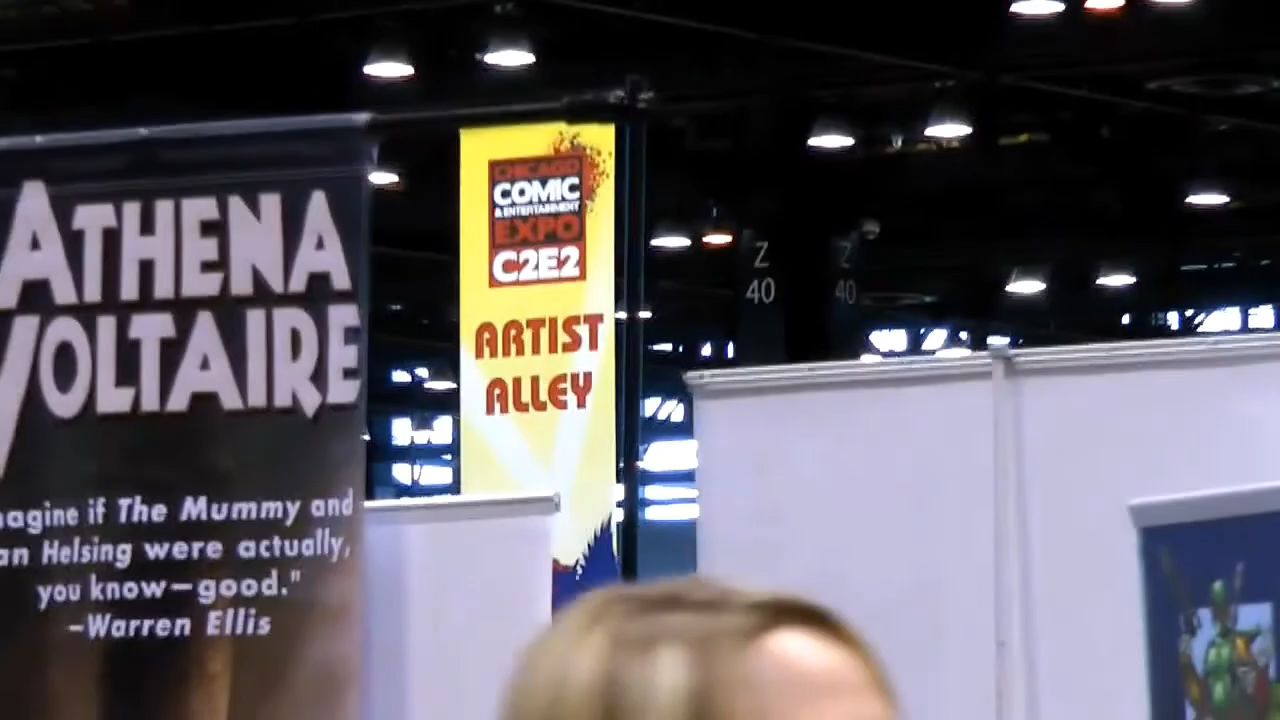 ATHENA
VOLTAIRE
magine if The Mummy and
an Helsing were actually,
you know—good."
-Warren Ellis
CHICAGO
COMIC
& ENTERTAINMENT
EXPO
C2E2
ARTIST
ALLEY
Z
40
Z
40